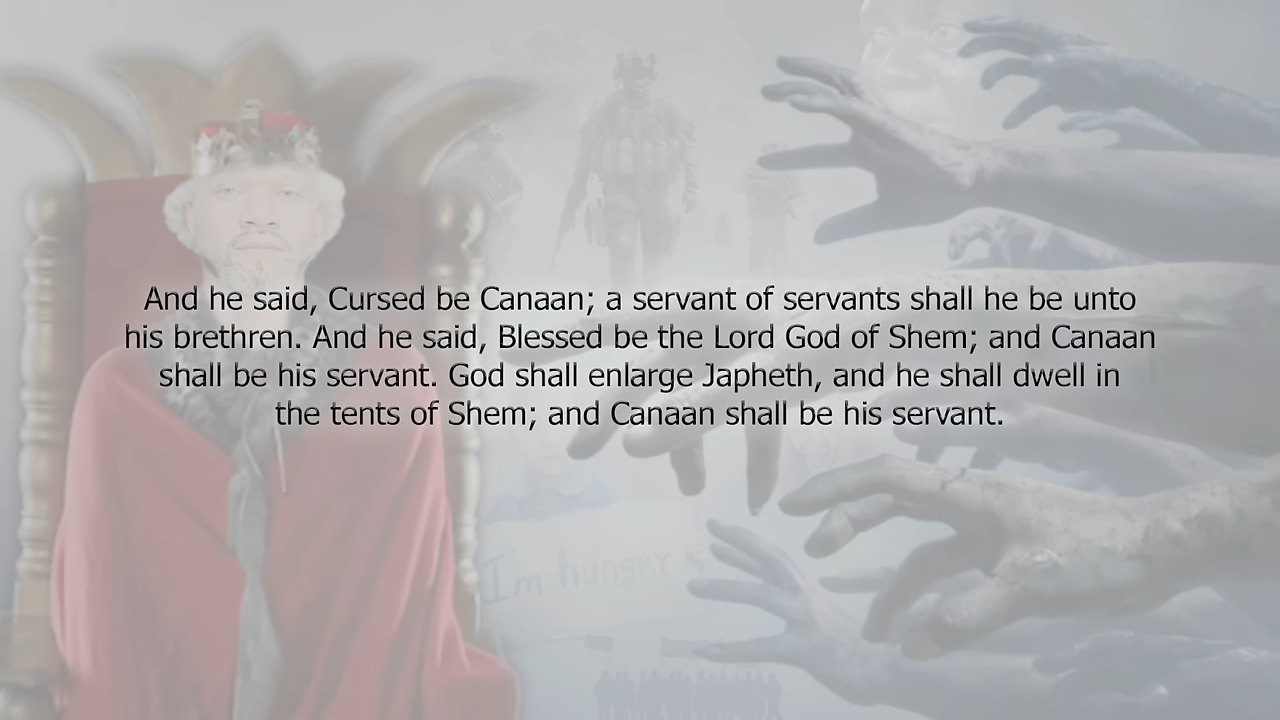 And he said, Cursed be Canaan; a servant of servants shall he be unto
his brethren. And he said, Blessed be the Lord God of Shem; and Canaan
shall be his servant. God shall enlarge Japheth, and he shall dwell in
the tents of Shem; and Canaan shall be his servant.
I'm hungry